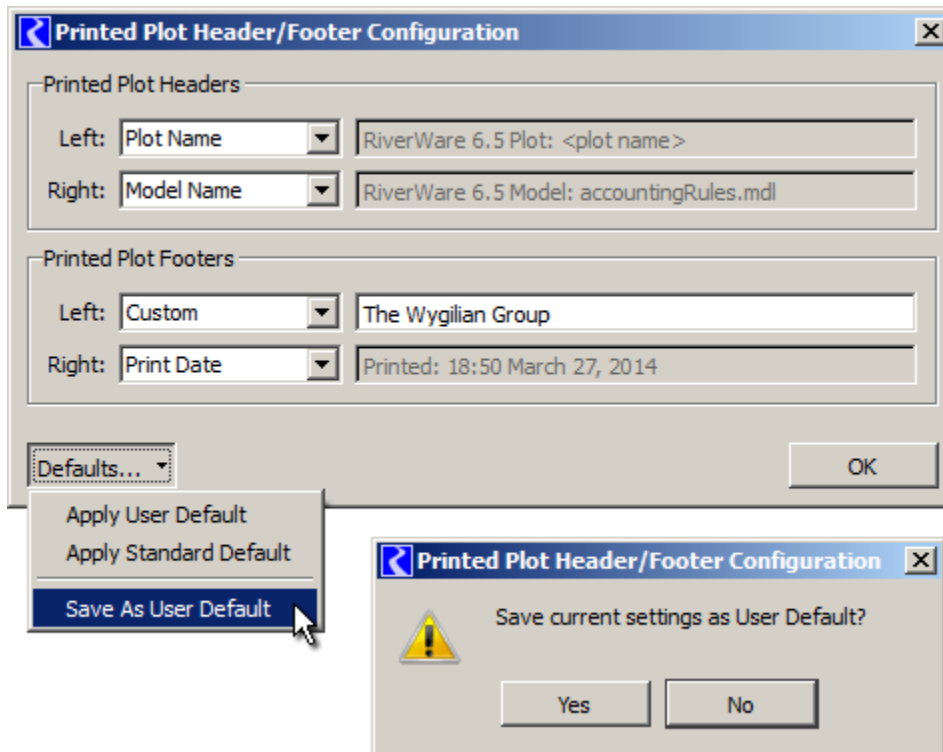 Printed Plot Header/Footer Configuration
Printed Plot Headers
Left: Plot Name RiverWare 6.5 Plot: <plot name>
Right: Model Name RiverWare 6.5 Model: accountingRules.mdl
Printed Plot Footers
Left: Custom The Wygilian Group
Right: Print Date Printed: 18:50 March 27, 2014
Defaults... OK
Apply User Default
Apply Standard Default
Save As User Default
Printed Plot Header/Footer Configuration
Save current settings as User Default?
Yes No